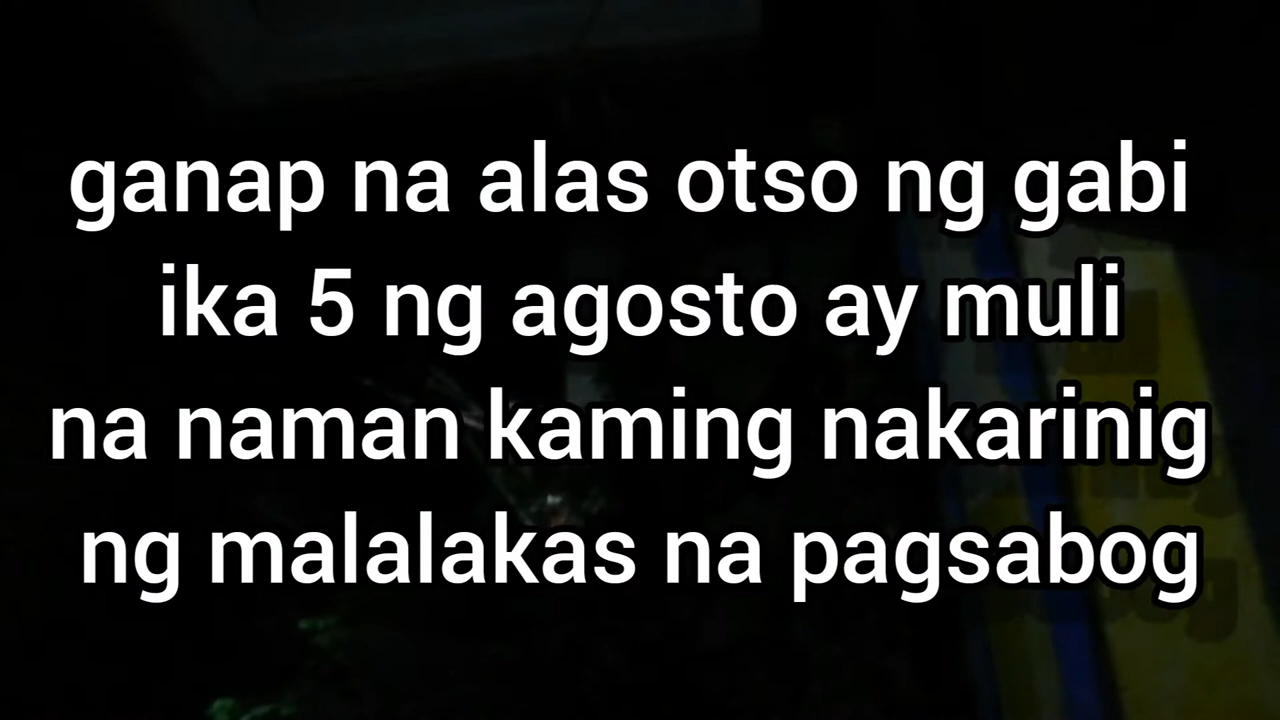 ganap na alas otso ng gabi
ika 5 ng agosto ay muli
na naman kaming nakarinig
ng malalakas na pagsabog